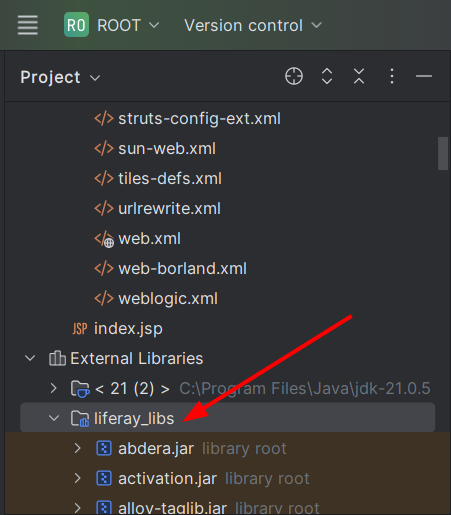 RO ROOT Version control
Project
</> struts-config-ext.xml
</> sun-web.xml
</> tiles-defs.xml
</> urlrewrite.xml
</> web.xml
</> web-borland.xml
</> weblogic.xml
JSP index.jsp
External Libraries
< 21 (2) > C:\Program Files\Java\jdk-21.0.5
liferay_libs
abdera.jar library root
activation.jar library root
alloy-taglib.jar library root